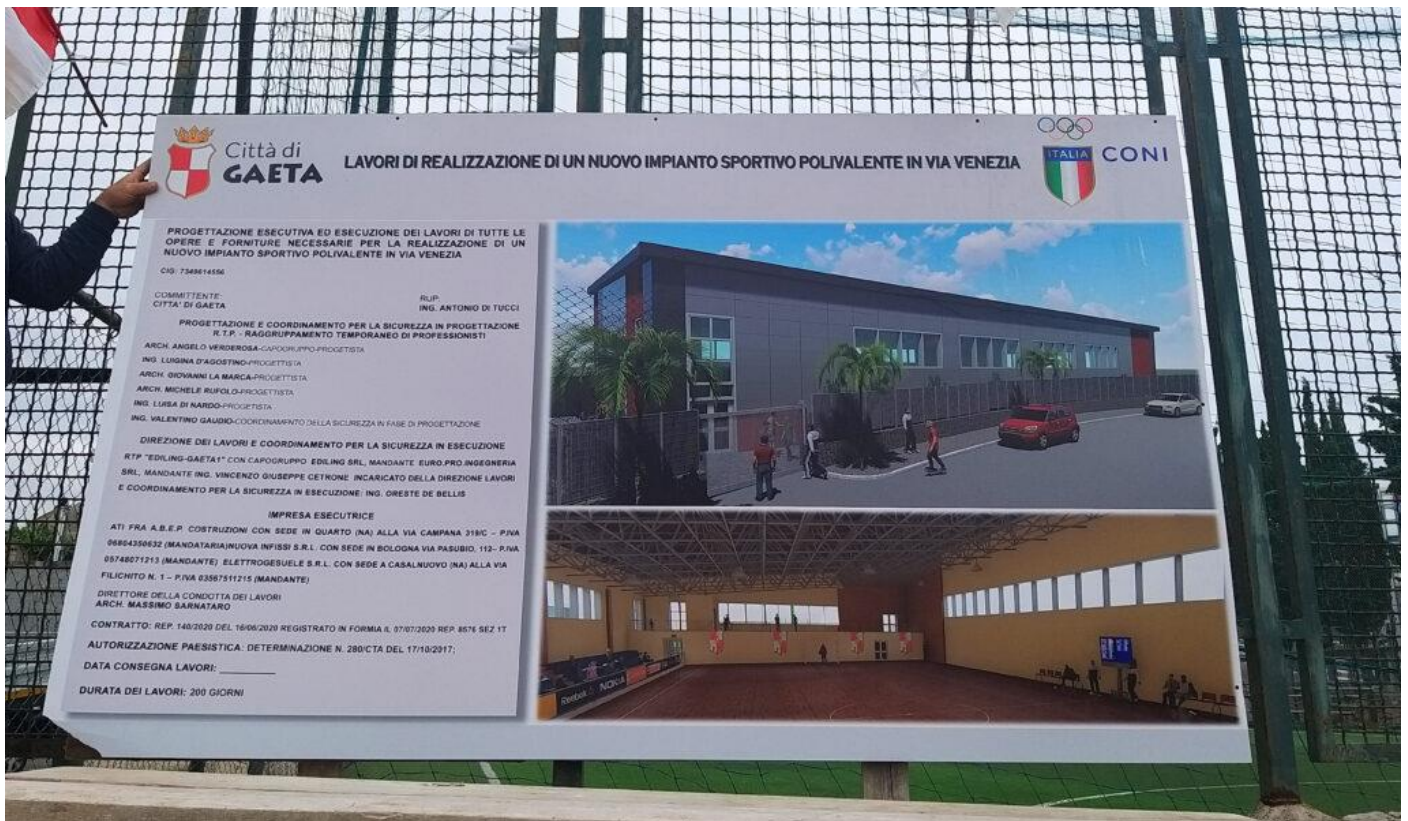 Città di
GAETA
LAVORI DI REALIZZAZIONE DI UN NUOVO IMPIANTO SPORTIVO POLIVALENTE IN VIA VENEZIA
ITALIA
CONI
PROGETTAZIONE ESECUTIVA ED ESECUZIONE DEI LAVORI DI TUTTE LE
OPERE E FORNITURE NECESSARIE PER LA REALIZZAZIONE DI UN
NUOVO IMPIANTO SPORTIVO POLIVALENTE IN VIA VENEZIA
CIG: 7349614556
COMMITTENTE:
CITTA' DI GAETA
RUP:
ING. ANTONIO DI TUCCI
PROGETTAZIONE E COORDINAMENTO PER LA SICUREZZA IN PROGETTAZIONE
R.T.P. - RAGGRUPPAMENTO TEMPORANEO DI PROFESSIONISTI
ARCH. ANGELO VERDEROSA-CAPOGRUPPO-PROGETISTA
ING. LUIGINA D'AGOSTINO-PROGETTISTA
ARCH. GIOVANNI LA MARCA-PROGETTISTA
ARCH. MICHELE RUFOLO-PROGETTISTA
ING. LUISA DI NARDO-PROGETISTA
ING. VALENTINO GAUDIO-COORDINAMENTO DELLA SICUREZZA IN FASE DI PROGETTAZIONE
DIREZIONE DEI LAVORI E COORDINAMENTO PER LA SICUREZZA IN ESECUZIONE
RTP "EDILING-GAETA1" CON CAPOGRUPPO EDILING SRL, MANDANTE EURO.PRO.INGEGNERIA
SRL, MANDANTE ING. VINCENZO GIUSEPPE CETRONE INCARICATO DELLA DIREZIONE LAVORI
E COORDINAMENTO PER LA SICUREZZA IN ESECUZIONE: ING. ORESTE DE BELLIS
IMPRESA ESECUTRICE
ATI FRA A.B.E.P. COSTRUZIONI CON SEDE IN QUARTO (NA) ALLA VIA CAMPANA 319/C – P.IVA
06804350632 (MANDATARIA)NUOVA INFISSI S.R.L. CON SEDE IN BOLOGNA VIA PASUBIO, 112– P.IVA
05748071213 (MANDANTE) ELETTROGESUELE S.R.L. CON SEDE A CASALNUOVO (NA) ALLA VIA
FILICHITO N. 1 – P.IVA 03567511215 (MANDANTE)
DIRETTORE DELLA CONDOTTA DEI LAVORI
ARCH. MASSIMO SARNATARO
CONTRATTO: REP. 140/2020 DEL 16/06/2020 REGISTRATO IN FORMIA IL 07/07/2020 REP. 8576 SEZ 1T
AUTORIZZAZIONE PAESISTICA: DETERMINAZIONE N. 280/CTA DEL 17/10/2017;
DATA CONSEGNA LAVORI: ________
DURATA DEI LAVORI: 200 GIORNI
Reebok
NOKIA